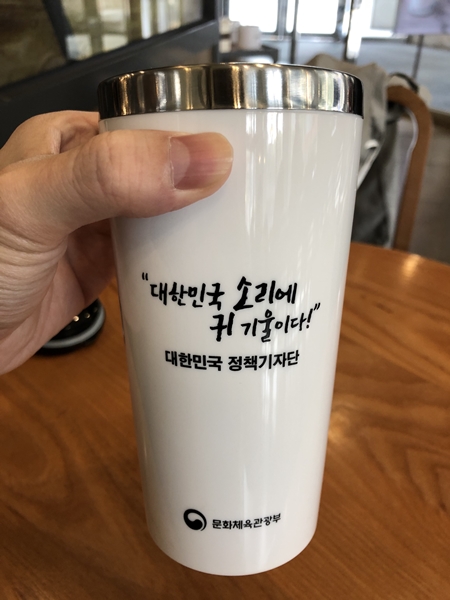 “대한민국 소리에
귀 기울이다!”
대한민국 정책기자단
문화체육관광부